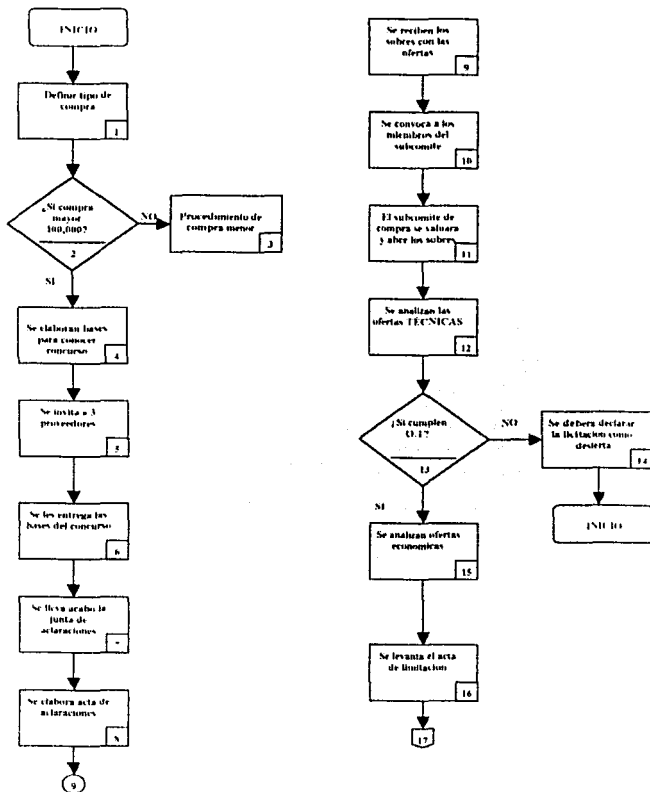 INICIO
Define tipo de
compra
1
¿Si compra
mayor
100,000?
2
NO
Procedimiento de
compra menor
3
SI
Se elaboran bases
para conocer
concurso
4
Se invita a 3
proveedores
5
Se les entrega las
bases del concurso
6
Se lleva acabo la
junta de
aclaraciones
7
Se elabora acta de
aclaraciones
8
9
Se reciben los
sobres con las
ofertas
9
Se convoca a los
miembros del
subcomite
10
El subcomite de
compra se
y abre los sobres
11
Se analizan las
ofertas TÉCNICAS
12
¿Si cumplen
13
NO
Se debera declarar
la licitacion como
desierta
14
INICIO
SI
Se analizan ofertas
economicas
15
Se levanta el acta
de limitacion
16
17